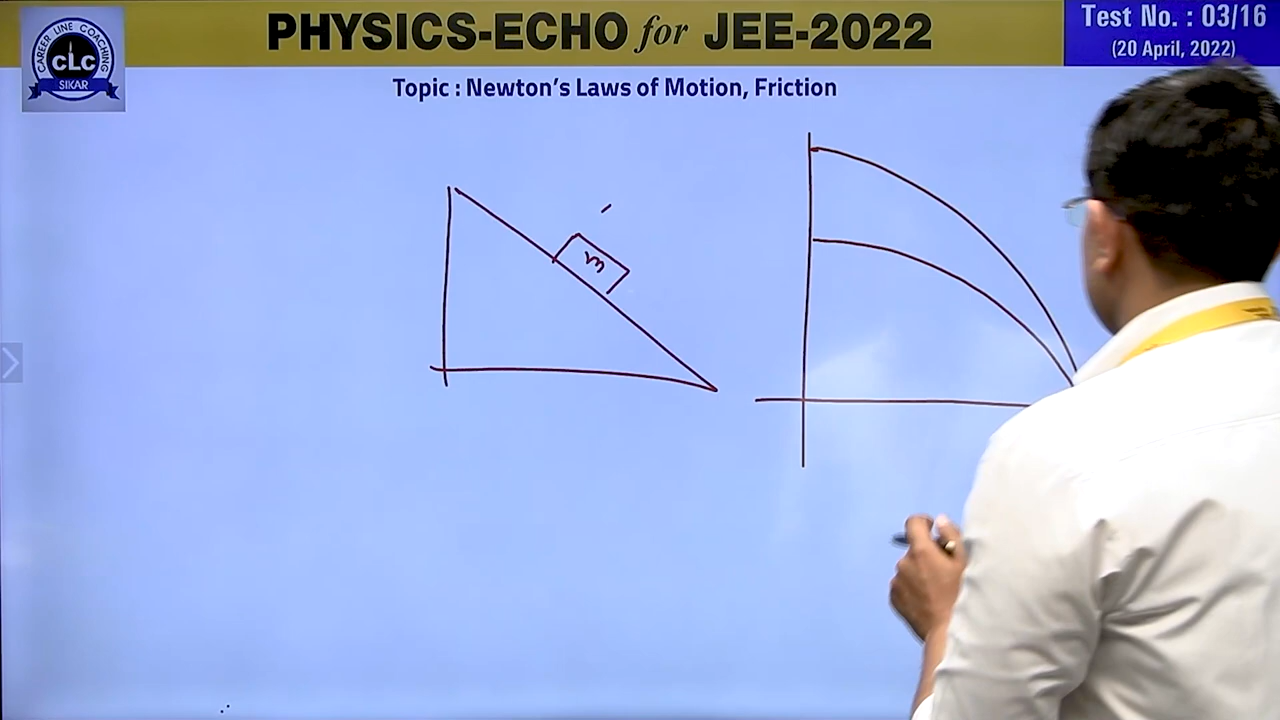 PHYSICS-ECHO for JEE-2022
Test No. : 03/16
(20 April, 2022)
CAREER LINE COACHING
CLC
SIKAR
Topic : Newton's Laws of Motion, Friction
m